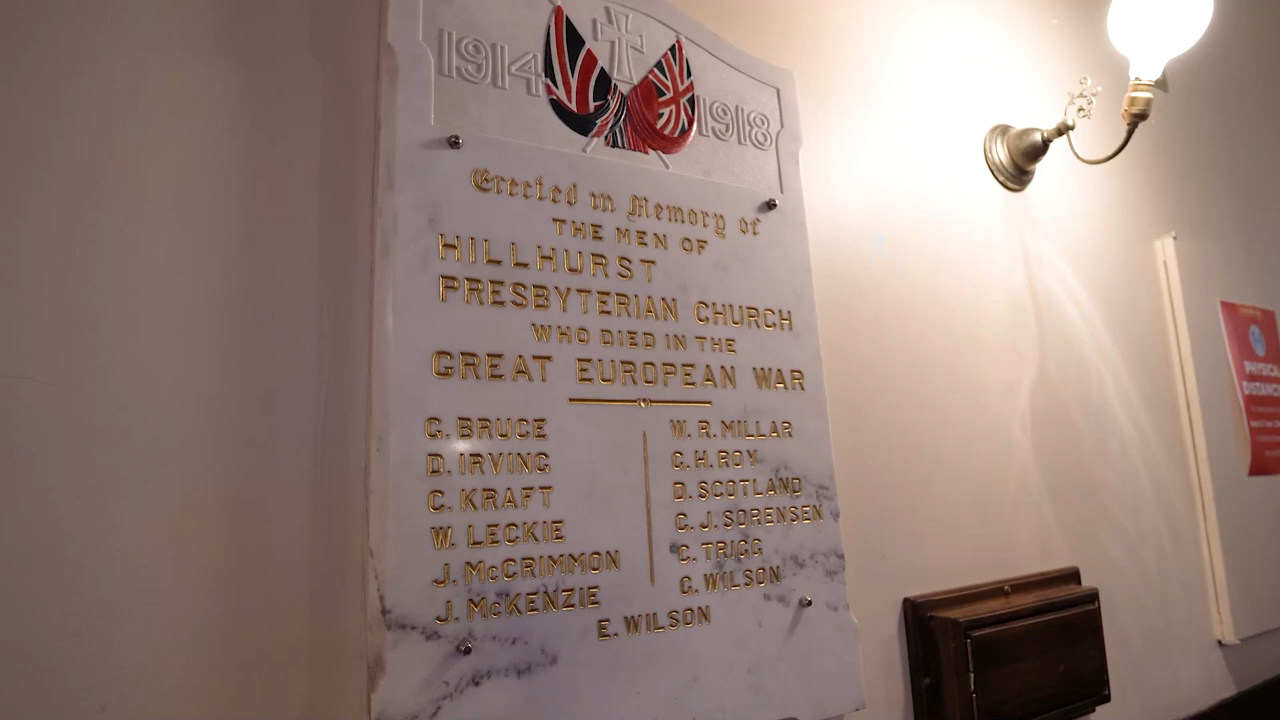 1914 1918
Erected in Memory of
THE MEN OF
HILLHURST
PRESBYTERIAN CHURCH
WHO DIED IN THE
GREAT EUROPEAN WAR
G. BRUCE
D. IRVING
C. KRAFT
W. LECKIE
J. McCRIMMON
J. McKENZIE
W. R. MILLAR
G. H. ROY
D. SCOTLAND
C. J. SORENSEN
C. TRIGG
G. WILSON
E. WILSON
PHYSICAL